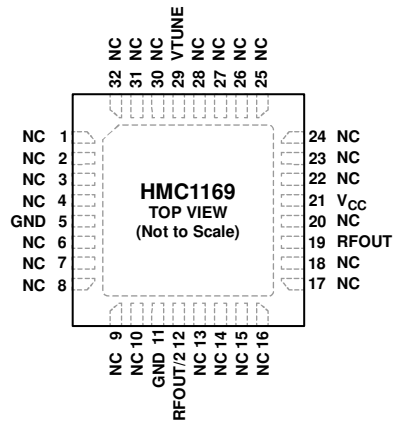 32 NC
31 NC
30 NC
29 VTUNE
28 NC
27 NC
26 NC
25 NC
NC 1
NC 2
NC 3
NC 4
GND 5
NC 6
NC 7
NC 8
HMC1169
TOP VIEW
(Not to Scale)
24 NC
23 NC
22 NC
21 VCC
20 NC
19 RFOUT
18 NC
17 NC
NC 9
NC 10
GND 11
RFOUT/2 12
NC 13
NC 14
NC 15
NC 16